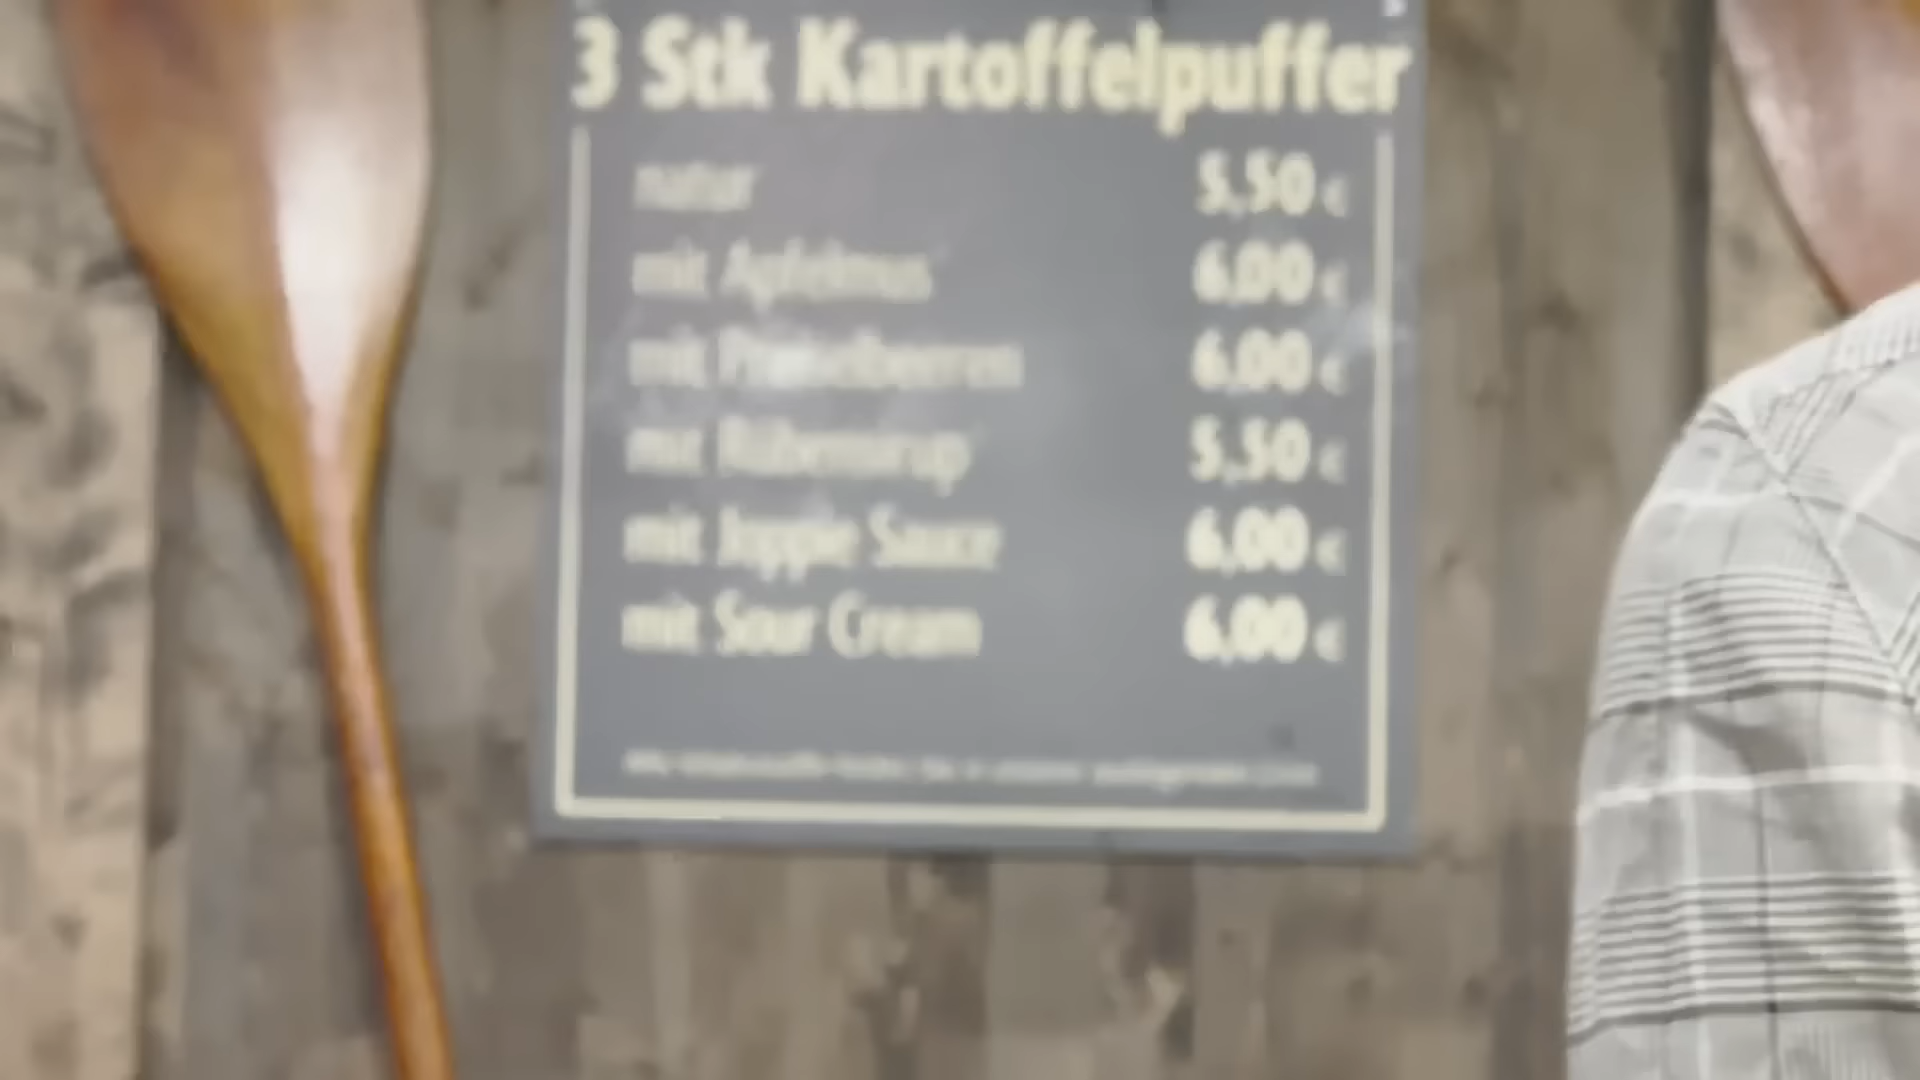 3 Stk Kartoffelpuffer
natur 5,50 €
mit Apfelmus 6,00 €
mit Preiselbeeren 6,00 €
mit Rübensirup 5,50 €
mit Joppie Sauce 6,00 €
mit Sour Cream 6,00 €